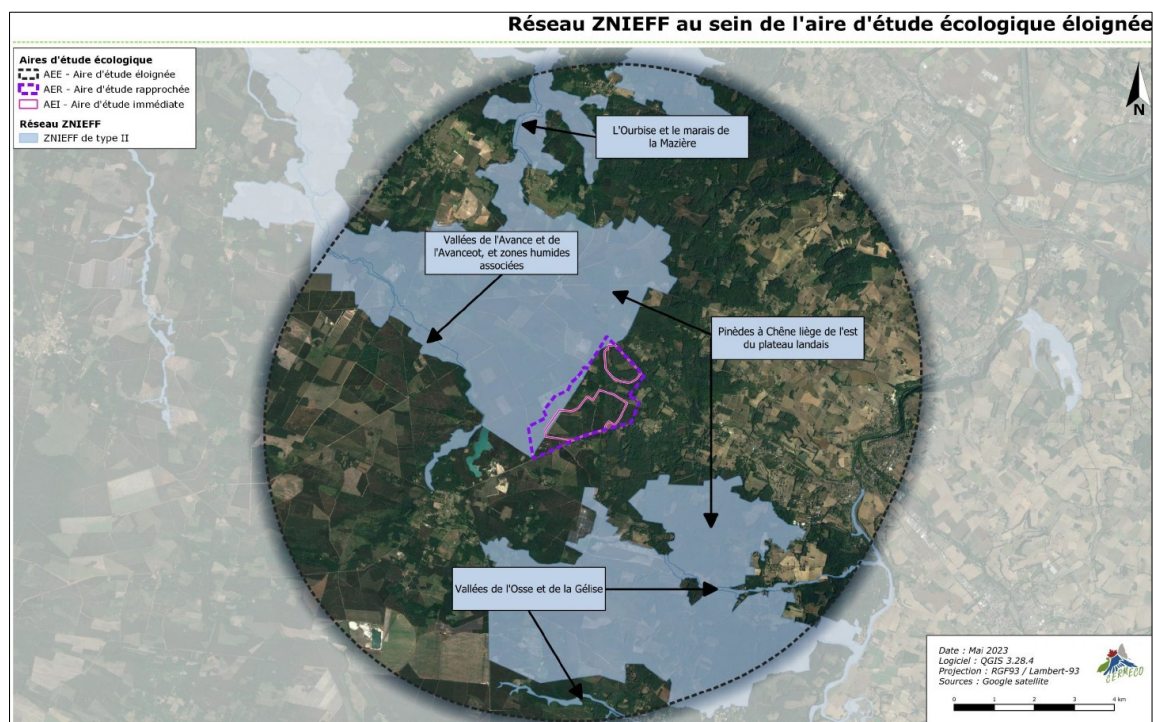 Réseau ZNIEFF au sein de l'aire d'étude écologique éloignée
Aires d'étude écologique
AEE - Aire d'étude éloignée
AER - Aire d'étude rapprochée
AEI - Aire d'étude immédiate
Réseau ZNIEFF
ZNIEFF de type II
N
L'Ourbise et le marais de
la Mazière
Vallées de l'Avance et de
l'Avanceot, et zones humides
associées
Pinèdes à Chêne liège de l'est
du plateau landais
Vallées de l'Osse et de la Gélise
Date : Mai 2023
Logiciel : QGIS 3.28.4
Projection : RGF93 / Lambert-93
Sources : Google satellite
CERMECO
0 1 2 3 4 km